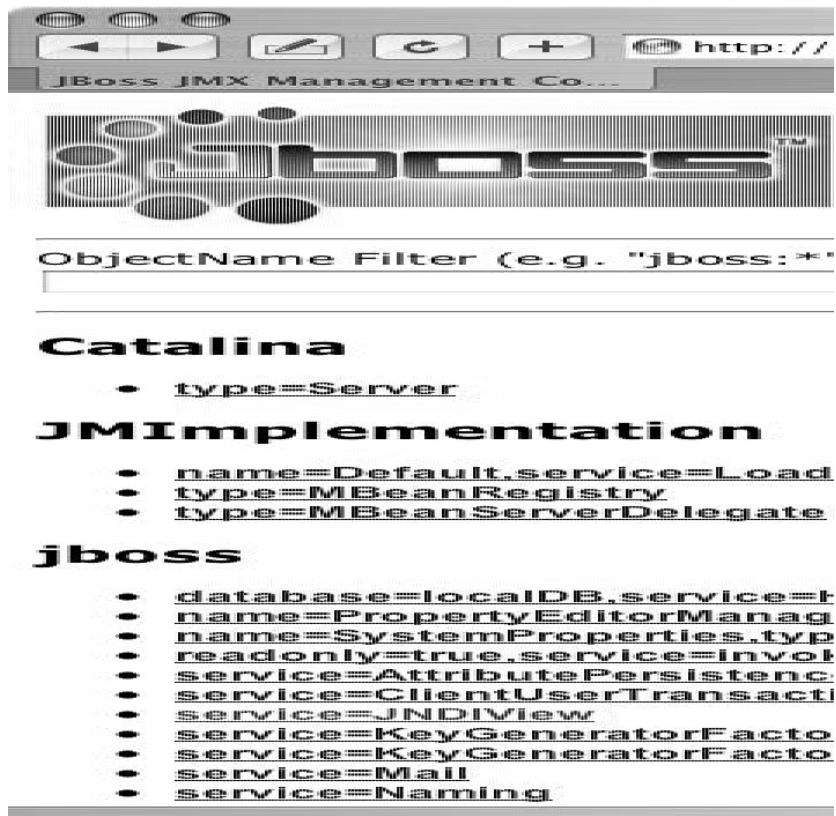 http://
JBoss JMX Management Co...
Jboss™
ObjectName Filter (e.g. "jboss:*"
Catalina
• type=Server
JMImplementation
• name=Default,service=Load
• type=MBeanRegistry
• type=MBeanServerDelegate
jboss
• database=localDB,service=H
• name=PropertyEditorManag
• name=SystemProperties,typ
• readonly=true,service=invok
• service=AttributePersistenc
• service=ClientUserTransacti
• service=JNDIView
• service=KeyGeneratorFacto
• service=KeyGeneratorFacto
• service=Mail
• service=Naming